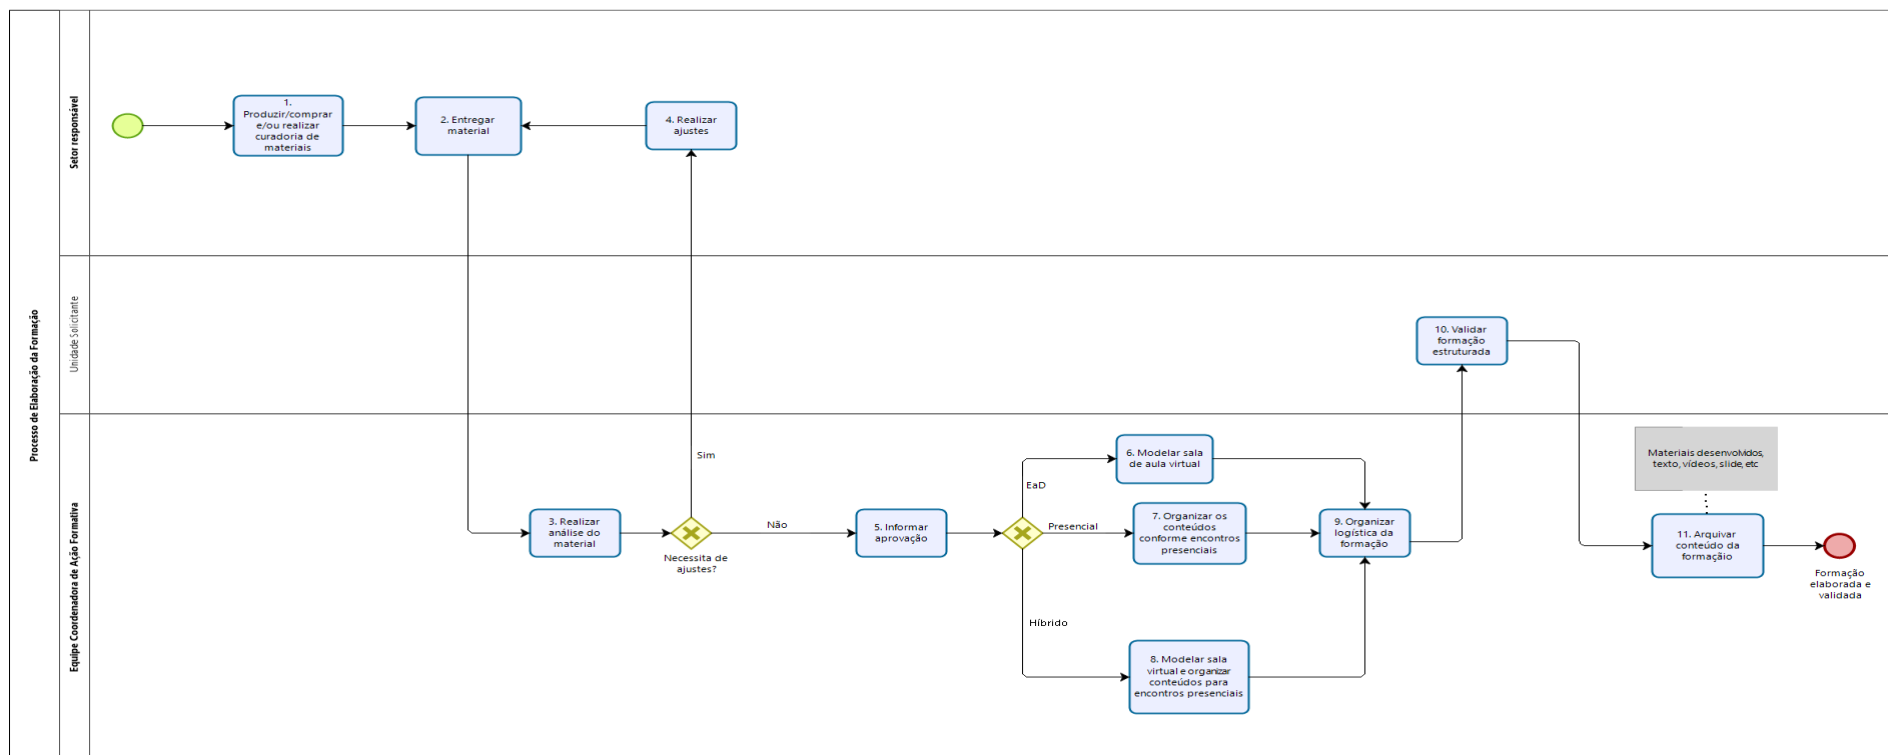 Processo de Elaboração da Formação
Setor responsável
1.
Produzir/comprar
e/ou realizar
curadoria de
materiais
2. Entregar
material
4. Realizar
ajustes
Unidade Solicitante
10. Validar
formação
estruturada
Equipe Coordenadora de Ação Formativa
3. Realizar
análise do
material
Necessita de
ajustes?
Sim
Não
5. Informar
aprovação
EaD
Presencial
Híbrido
6. Modelar sala
de aula virtual
7. Organizar os
conteúdos
conforme encontros
presenciais
8. Modelar sala
virtual e organizar
conteúdos para
encontros presenciais
9. Organizar
logística da
formação
Materiais desenvolvidos,
texto, vídeos, slide, etc
11. Arquivar
conteúdo da
formaçãio
Formação
elaborada e
validada